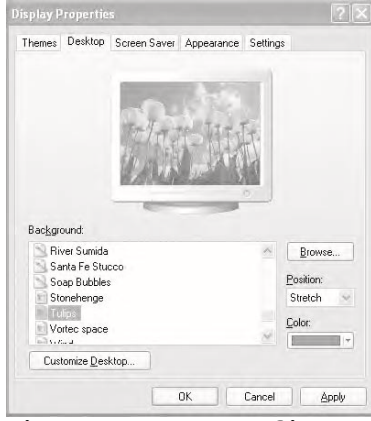 Display Properties
Themes Desktop Screen Saver Appearance Settings
Background:
River Sumida
Santa Fe Stucco
Soap Bubbles
Stonehenge
Tulips
Vortec space
Wind
Browse...
Position:
Stretch
Color:
Customize Desktop...
OK Cancel Apply